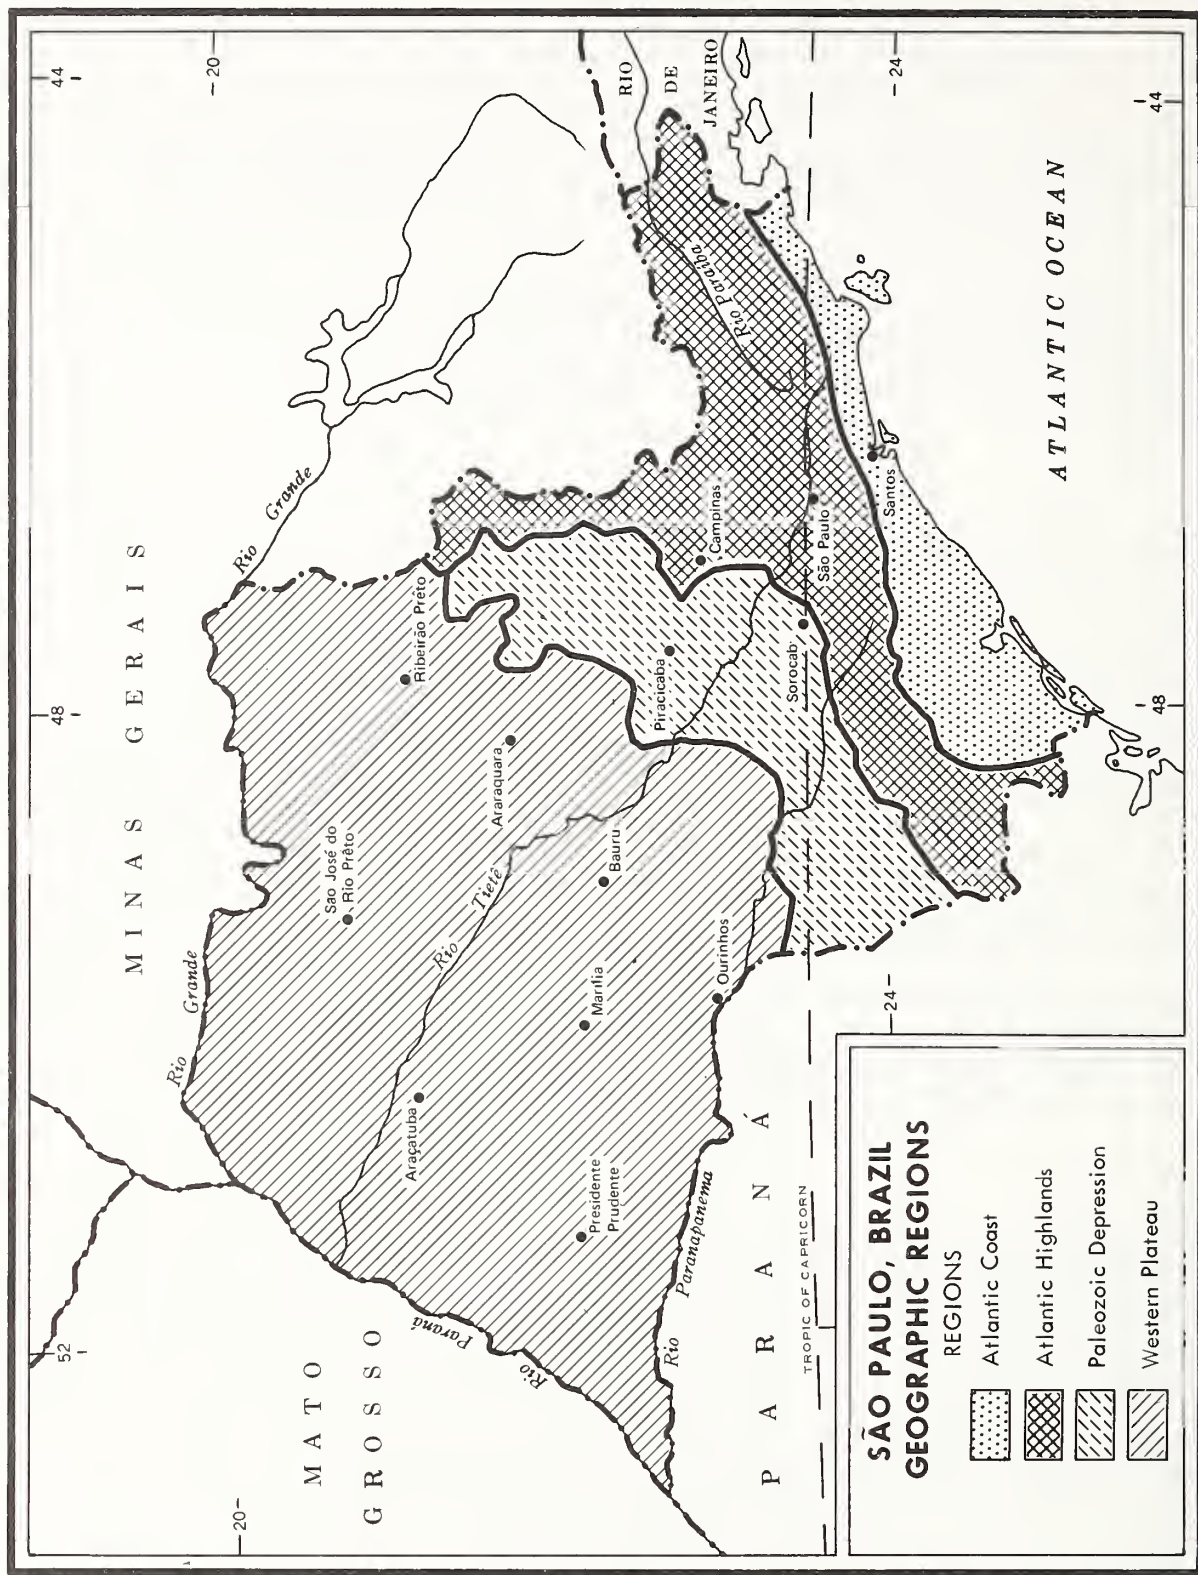 44
48
52
20
20
MINAS GERAIS
Rio Grande
Rio Grande
MATO
GROSSO
Rio Paraná
São José do
Rio Prêto
Ribeirão Prêto
Araraquara
Araçatuba
Rio Tietê
Bauru
Marília
Presidente
Prudente
Ourinhos
Piracicaba
Campinas
Sorocab
São Paulo
Santos
Rio Paraiba
RIO
DE
JANEIRO
Rio Paranapanema
PARANÁ
TROPIC OF CAPRICORN
ATLANTIC OCEAN
24
24
44
48
SÃO PAULO, BRAZIL
GEOGRAPHIC REGIONS
REGIONS
Atlantic Coast
Atlantic Highlands
Paleozoic Depression
Western Plateau